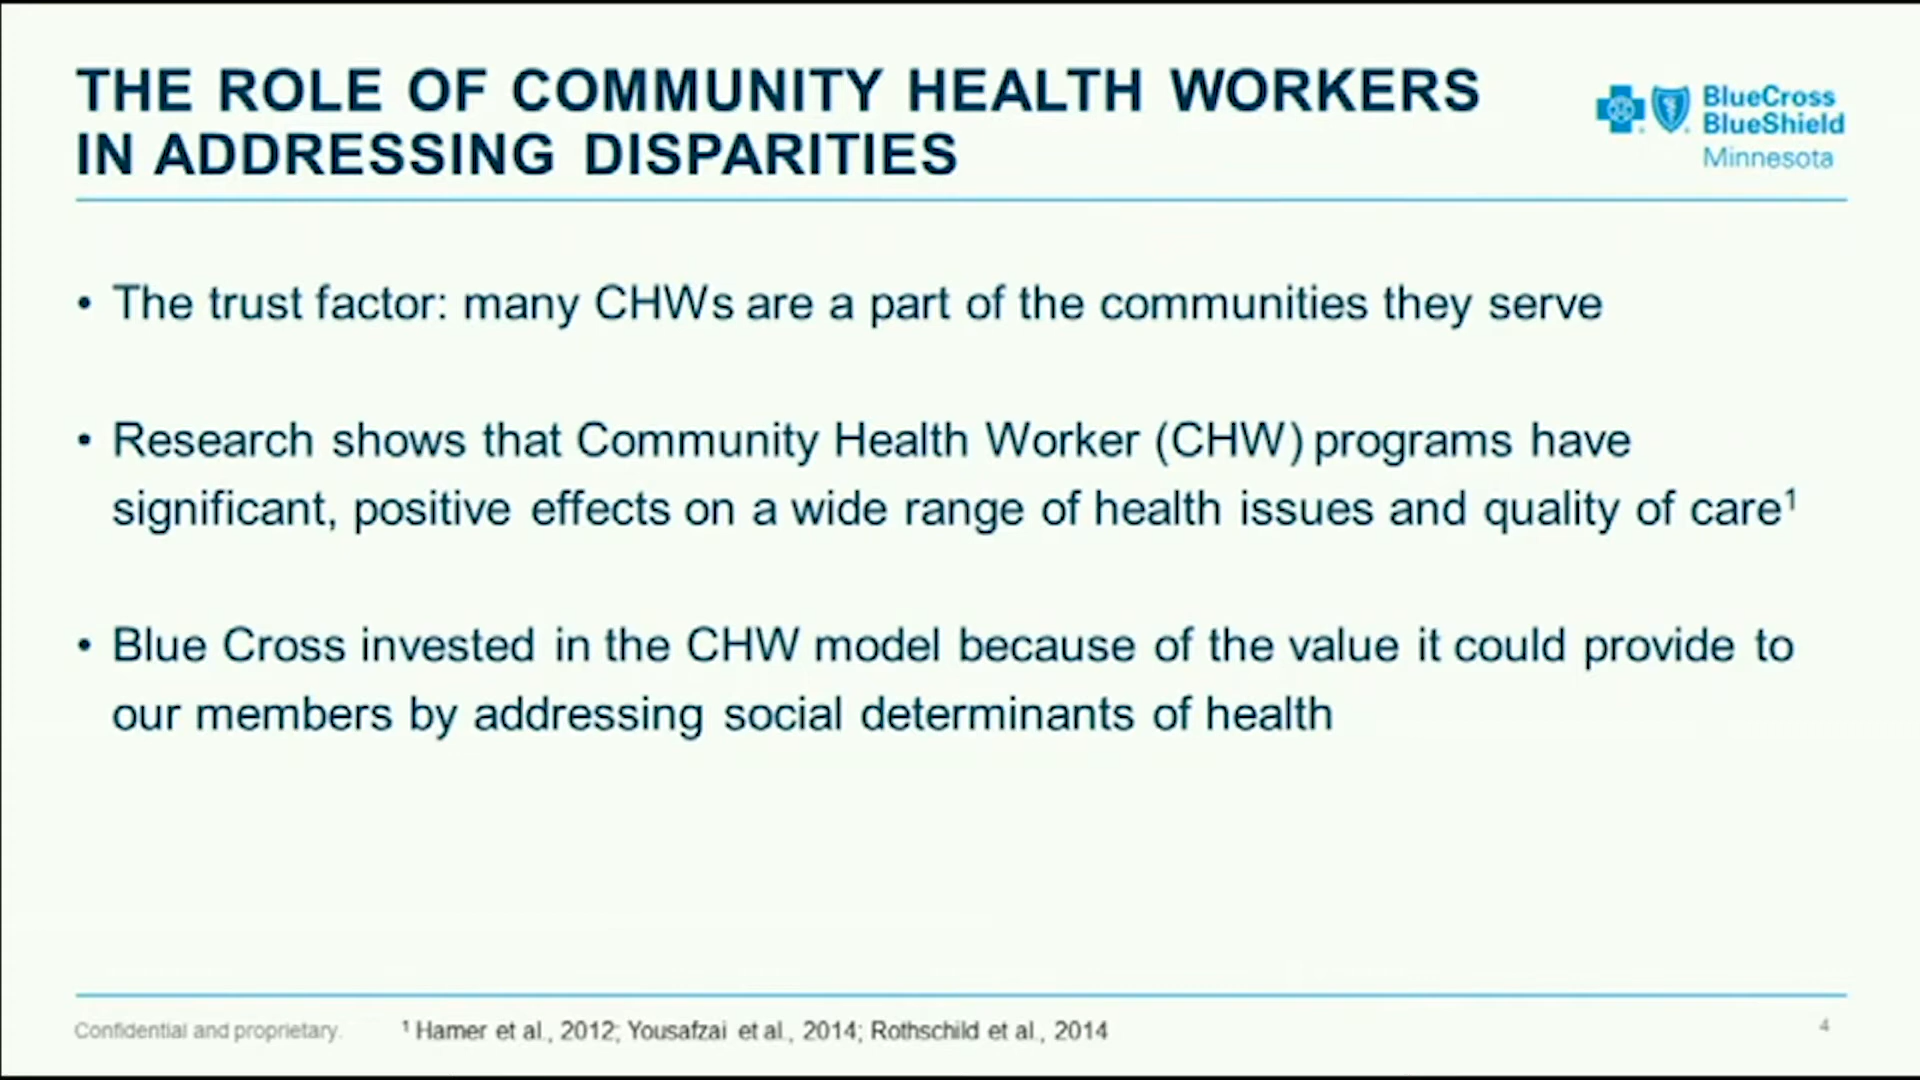 THE ROLE OF COMMUNITY HEALTH WORKERS
IN ADDRESSING DISPARITIES
BlueCross
BlueShield
Minnesota
• The trust factor: many CHWs are a part of the communities they serve
• Research shows that Community Health Worker (CHW) programs have
significant, positive effects on a wide range of health issues and quality of care¹
• Blue Cross invested in the CHW model because of the value it could provide to
our members by addressing social determinants of health
Confidential and proprietary.
¹ Hamer et al., 2012; Yousafzai et al., 2014; Rothschild et al., 2014
4